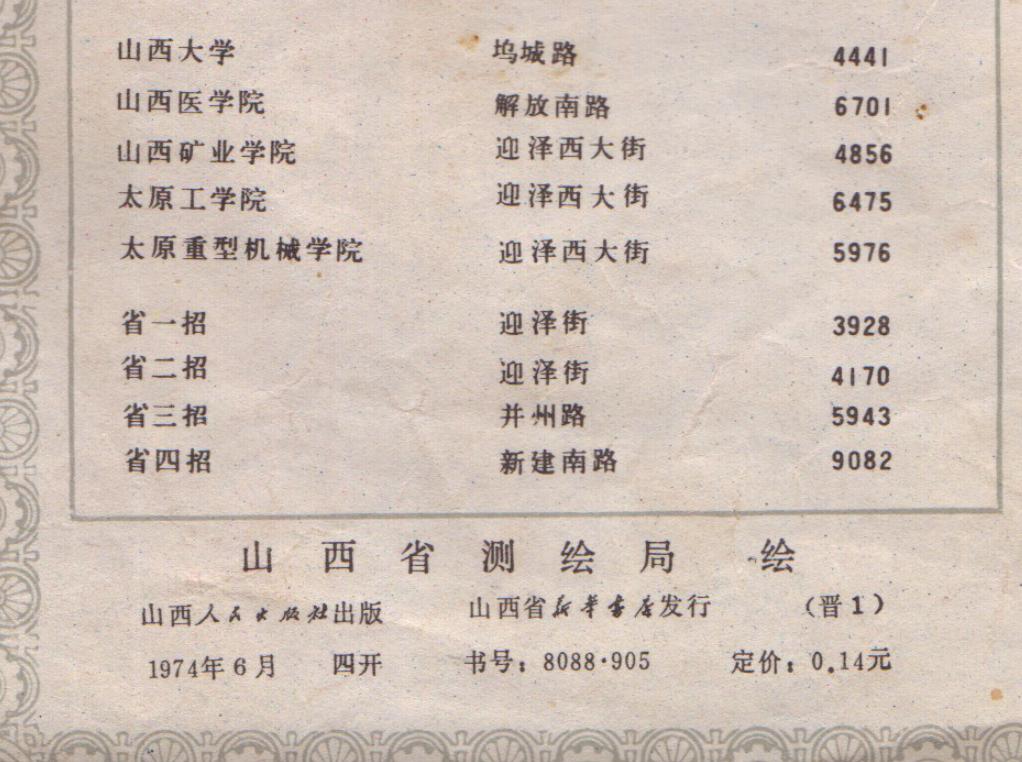 山西大学 坞城路 4441
山西医学院 解放南路 6701
山西矿业学院 迎泽西大街 4856
太原工学院 迎泽西大街 6475
太原重型机械学院 迎泽西大街 5976
省一招 迎泽街 3928
省二招 迎泽街 4170
省三招 并州路 5943
省四招 新建南路 9082
山西省测绘局 绘
山西人民出版社出版 山西省新华书店发行 (晋1)
1974年6月 四开 书号：8088·905 定价：0.14元